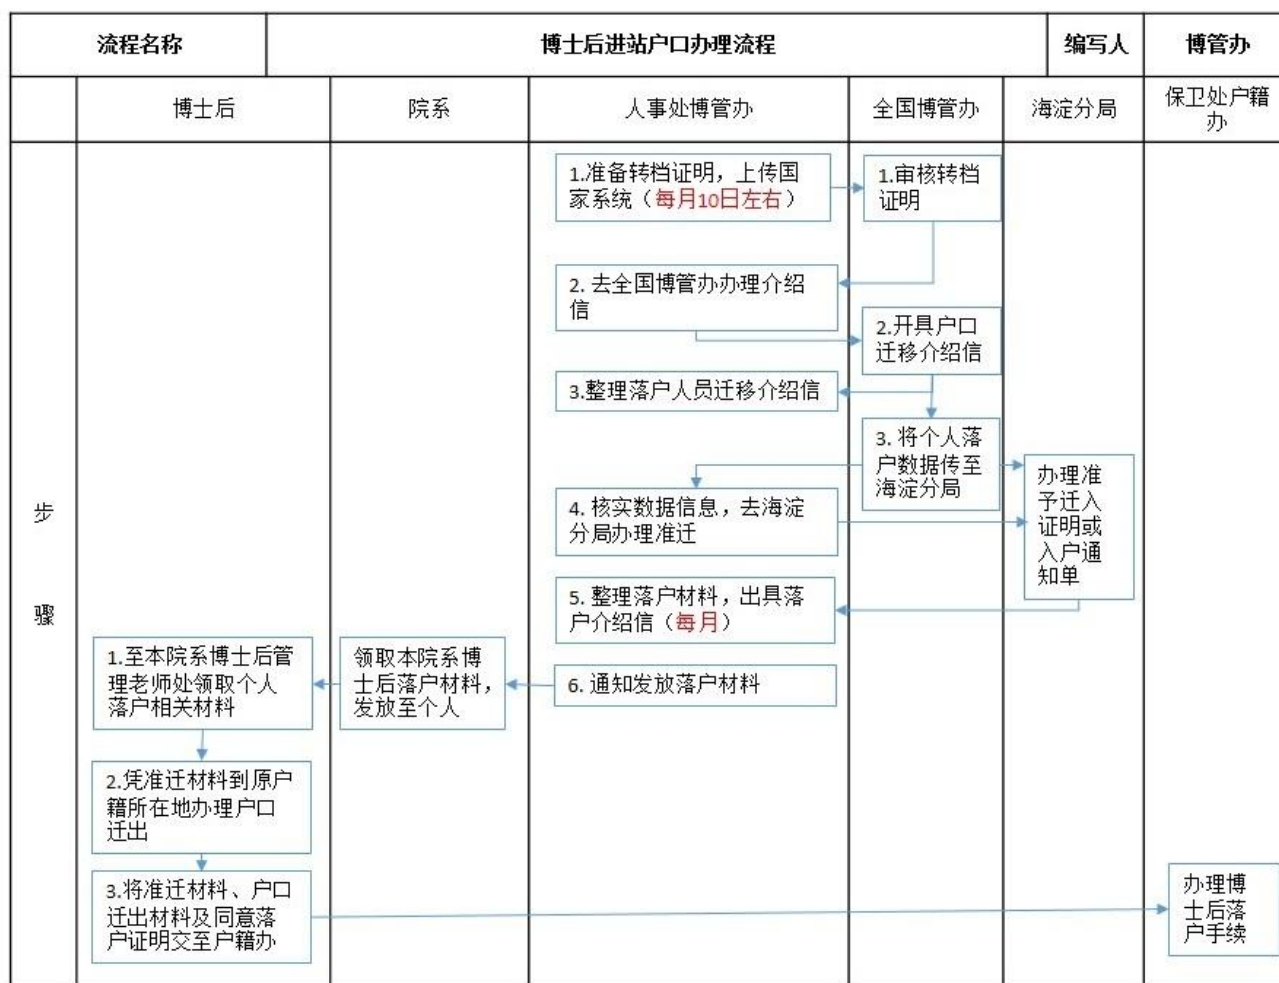 流程名称
博士后进站户口办理流程
编写人
博管办
博士后
院系
人事处博管办
全国博管办
海淀分局
保卫处户籍
办
步
骤
1.准备转档证明，上传国
家系统（每月10日左右）
1.审核转档
证明
2. 去全国博管办办理介绍
信
2.开具户口
迁移介绍信
3.整理落户人员迁移介绍信
3. 将个人落
户数据传至
海淀分局
4. 核实数据信息，去海淀
分局办理准迁
办理准
予迁入
证明或
入户通
知单
5. 整理落户材料，出具落
户介绍信（每月）
6. 通知发放落户材料
领取本院系博
士后落户材料，
发放至个人
1.至本院系博士后管
理老师处领取个人
落户相关材料
2.凭准迁材料到原户
籍所在地办理户口
迁出
3.将准迁材料、户口
迁出材料及同意落
户证明交至户籍办
办理博
士后落
户手续